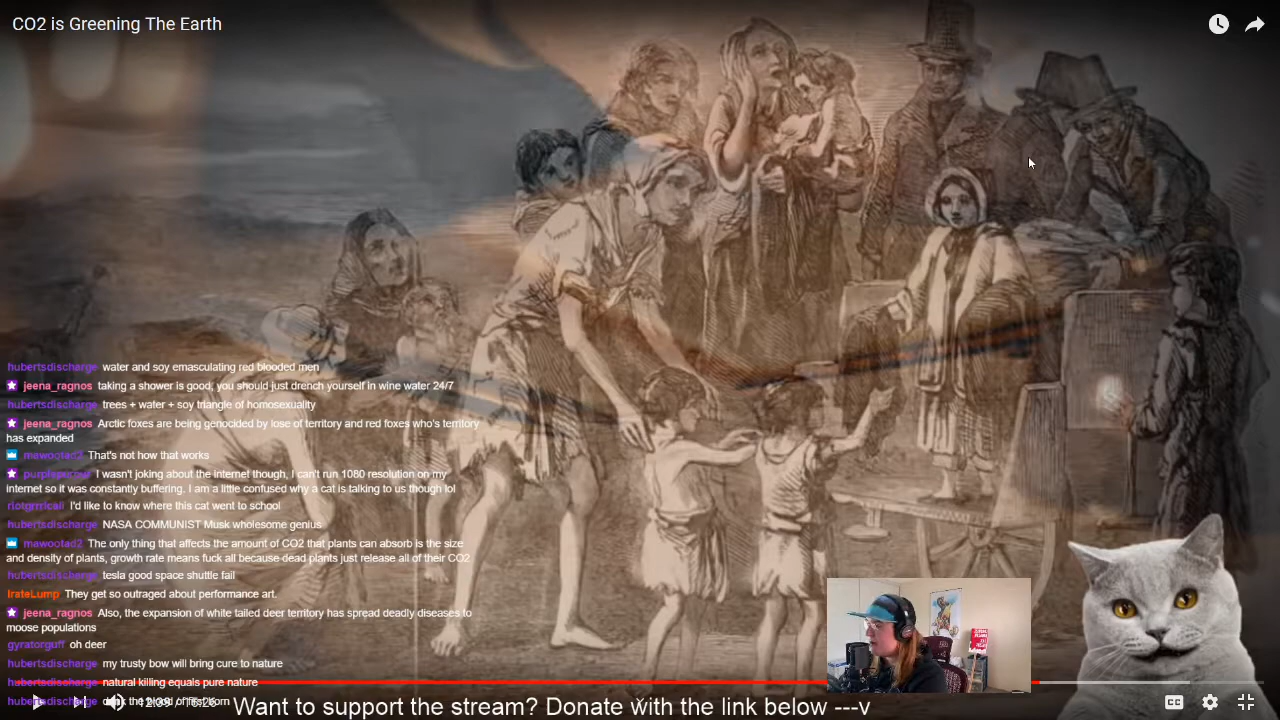 CO2 is Greening The Earth
hubertsdischarge water and soy emasculating red blooded men
jeena_ragnos taking a shower is good, you should just drench yourself in wine water 24/7
hubertsdischarge trees + water + soy triangle of homosexuality
jeena_ragnos Arctic foxes are being genocided by lose of territory and red foxes who's territory
has expanded
mawootad2 That's not how that works
I wasn't joking about the internet though, I can't run 1080 resolution on my
internet so it was constantly buffering. I am a little confused why a cat is talking to us though lol
I'd like to know where this cat went to school
hubertsdischarge NASA COMMUNIST Musk wholesome genius
mawootad2 The only thing that affects the amount of CO2 that plants can absorb is the size
and density of plants, growth rate means fuck all because dead plants just release all of their CO2
hubertsdischarge tesla good space shuttle fail
IrateLump They get so outraged about performance art.
jeena_ragnos Also, the expansion of white tailed deer territory has spread deadly diseases to
moose populations
gyratorguff oh deer
hubertsdischarge my trusty bow will bring cure to nature
hubertsdischarge natural killing equals pure nature
hubertsdischarge the blood of first born
Want to support the stream? Donate with the link below ---v
CC